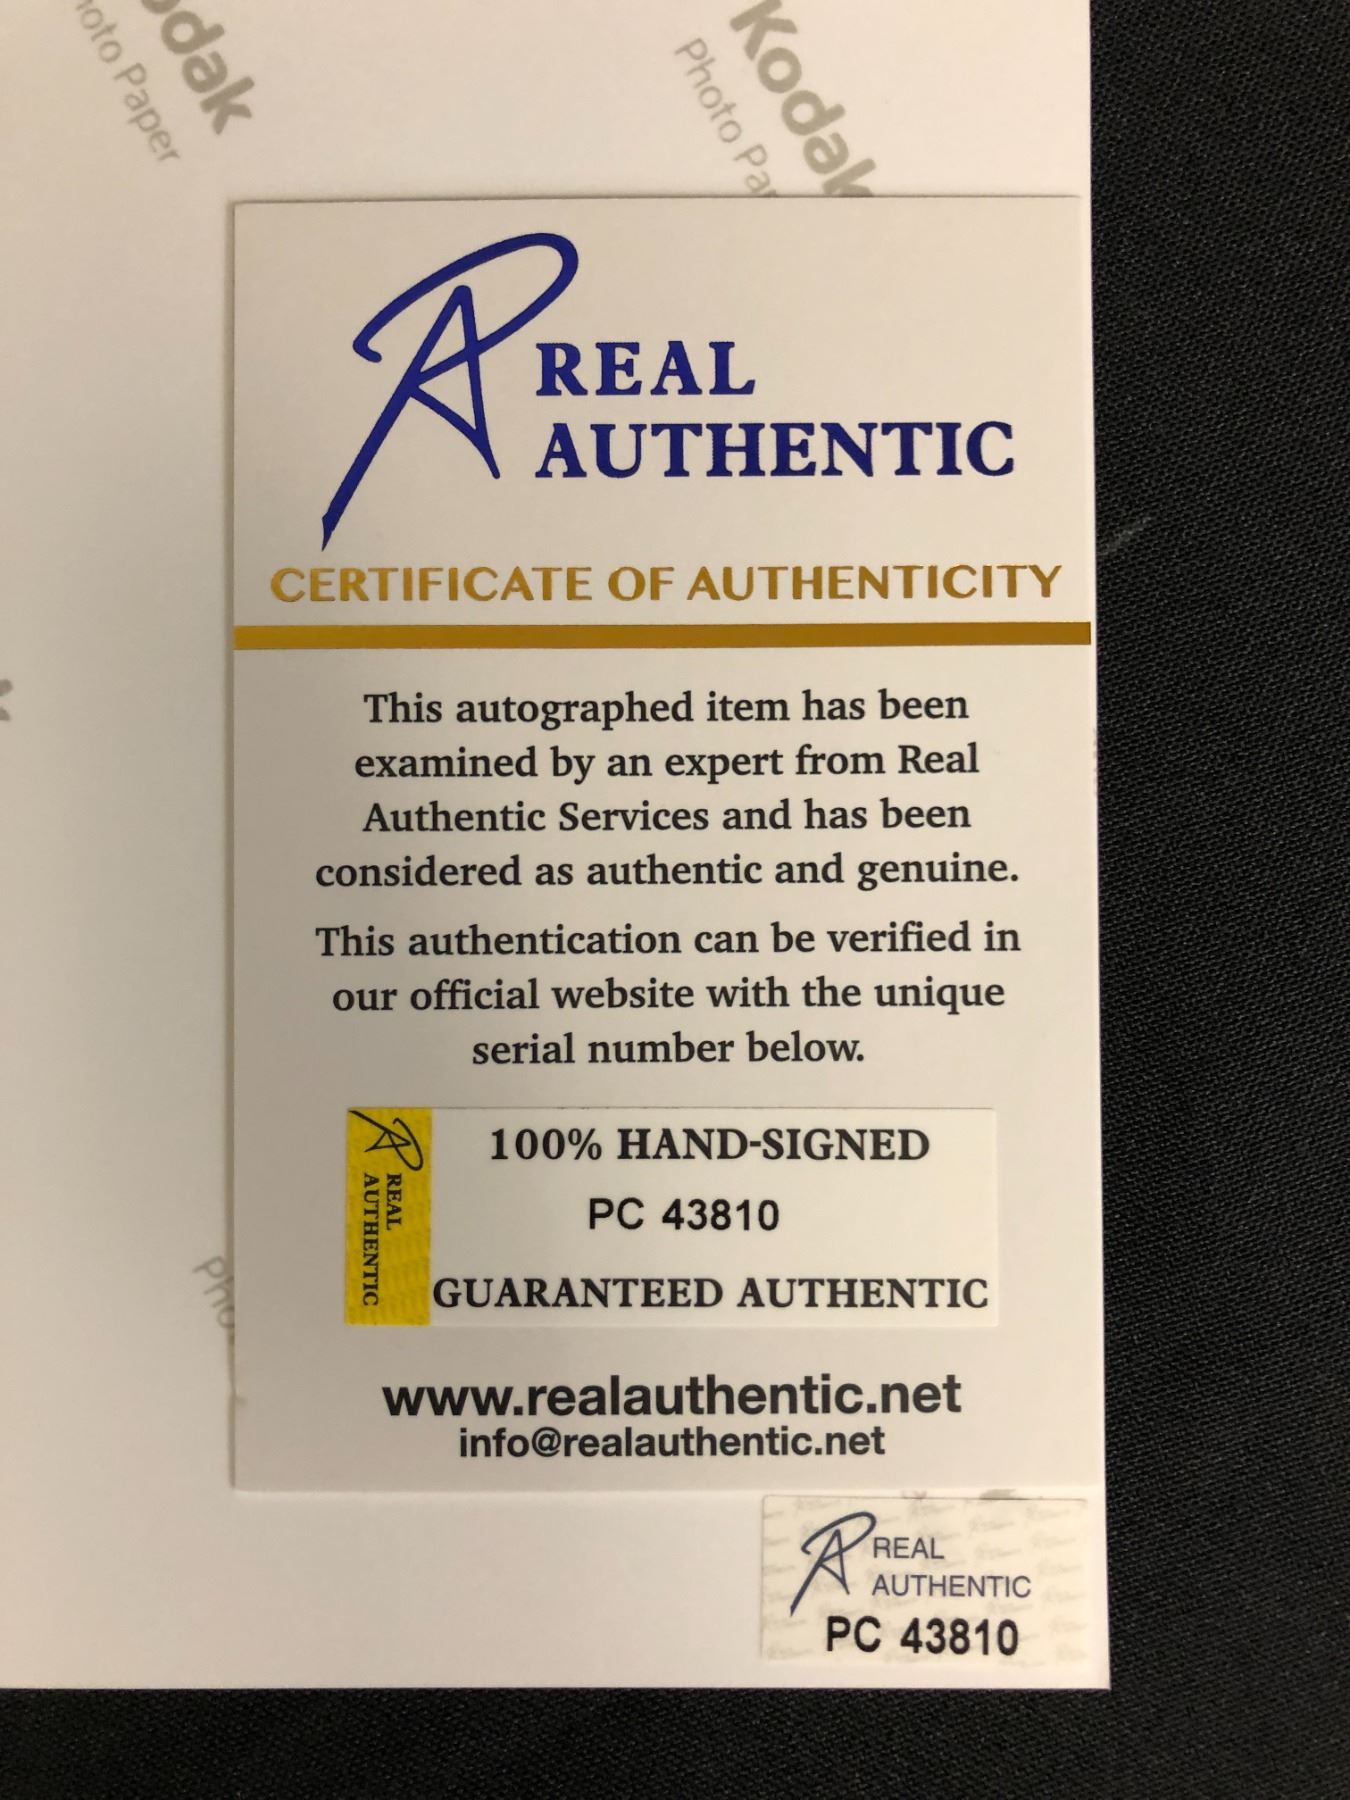 Kodak
Photo Paper
Kodak
Photo
REAL
AUTHENTIC
CERTIFICATE OF AUTHENTICITY
This autographed item has been
examined by an expert from Real
Authentic Services and has been
considered as authentic and genuine.
This authentication can be verified in
our official website with the unique
serial number below.
REAL
AUTHENTIC
100% HAND-SIGNED
PC 43810
GUARANTEED AUTHENTIC
www.realauthentic.net
info@realauthentic.net
REAL
AUTHENTIC
PC 43810